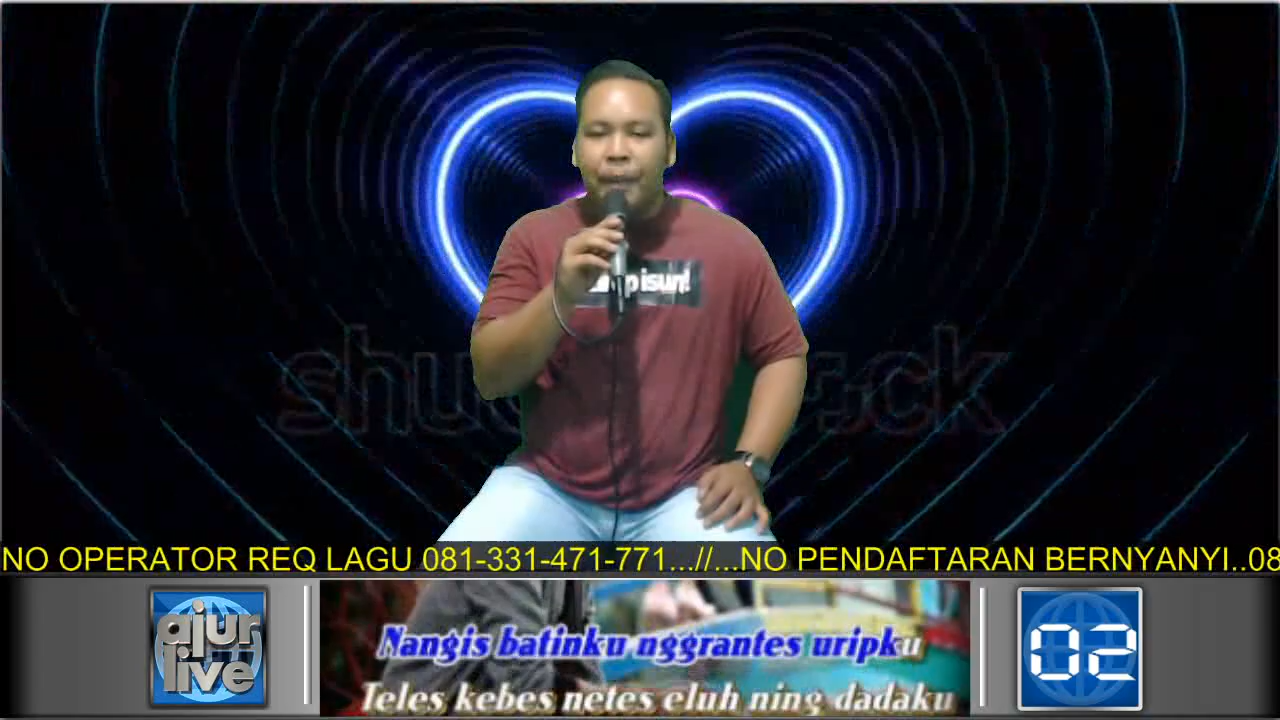 isun!
NO OPERATOR REQ LAGU 081-331-471-771...//...NO PENDAFTARAN BERNYANYI..08
ajur
live
Nangis batinku nggrantes uripku
Teles kebes netes eluh ning dadaku
02